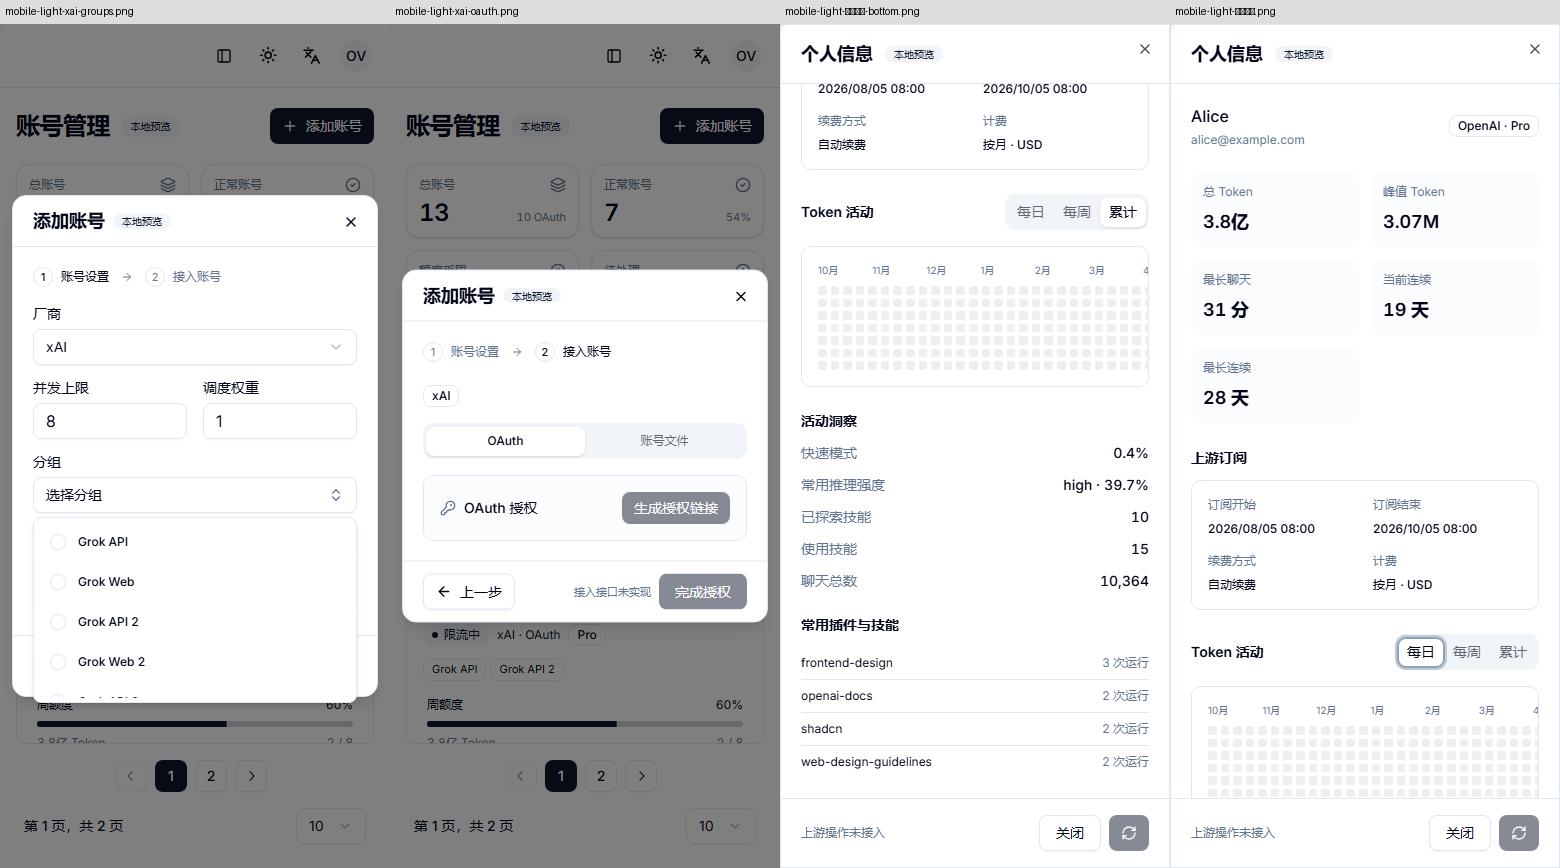 mobile-light-xai-groups.png
OV
账号管理 本地预览
添加账号
总账号
正常账号
添加账号 本地预览
1 账号设置 → 2 接入账号
厂商
xAI
并发上限 调度权重
8 1
分组
选择分组
Grok API
Grok Web
Grok API 2
Grok Web 2
周额度 60%
3.8亿 Token 2 / 8
1 2
第 1 页，共 2 页 10
mobile-light-xai-oauth.png
OV
账号管理 本地预览
添加账号
总账号
13 10 OAuth
正常账号
7 54%
添加账号 本地预览
1 账号设置 → 2 接入账号
xAI
OAuth 账号文件
OAuth 授权 生成授权链接
上一步 接入接口未实现 完成授权
限流中 xAI · OAuth Pro
Grok API Grok API 2
周额度 60%
3.8亿 Token 2 / 8
1 2
第 1 页，共 2 页 10
个人信息 本地预览
2026/08/05 08:00 2026/10/05 08:00
续费方式 计费
自动续费 按月 · USD
Token 活动 每日 每周 累计
10月 11月 12月 1月 2月 3月 4
活动洞察
快速模式 0.4%
常用推理强度 high · 39.7%
已探索技能 10
使用技能 15
聊天总数 10,364
常用插件与技能
frontend-design 3 次运行
openai-docs 2 次运行
shadcn 2 次运行
web-design-guidelines 2 次运行
上游操作未接入 关闭
个人信息 本地预览
Alice
alice@example.com
OpenAI · Pro
总 Token
3.8亿
峰值 Token
3.07M
最长聊天
31 分
当前连续
19 天
最长连续
28 天
上游订阅
订阅开始 订阅结束
2026/08/05 08:00 2026/10/05 08:00
续费方式 计费
自动续费 按月 · USD
Token 活动 每日 每周 累计
10月 11月 12月 1月 2月 3月 4
上游操作未接入 关闭